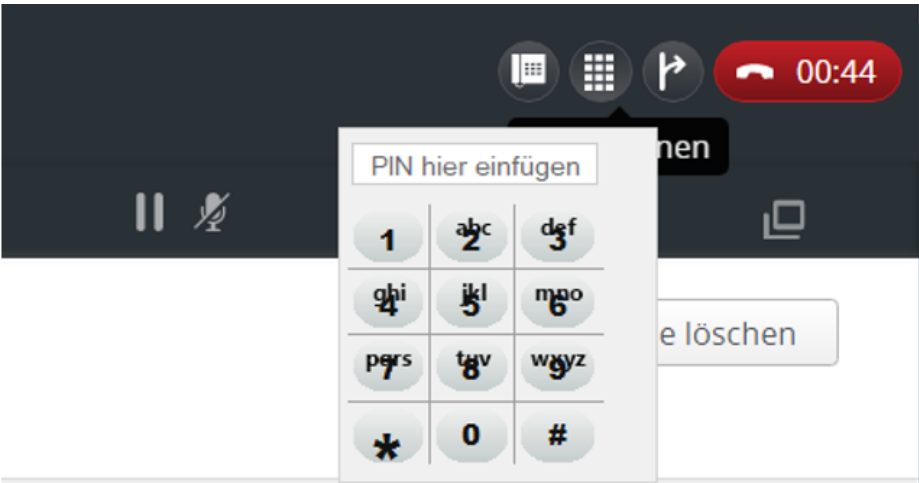 00:44
nen
PIN hier einfügen
1 abc 2 def 3
ghi 4 jkl 5 mno 6
e löschen
pqrs 7 tuv 8 wxyz 9
* 0 #